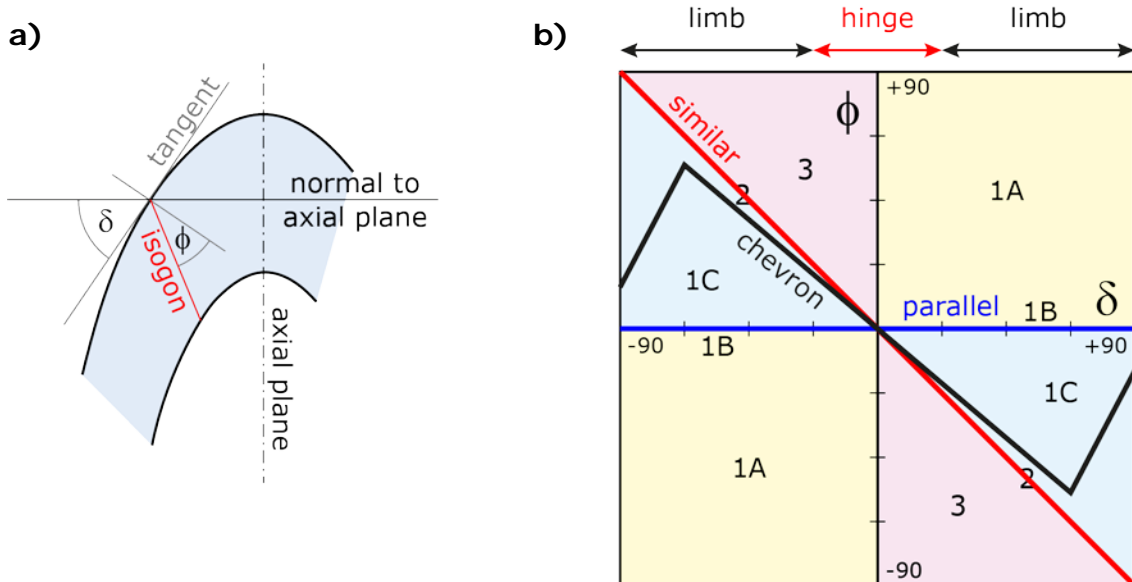 a)
tangent
normal to
axial plane
δ
ϕ
isogon
axial plane
b)
limb
hinge
limb
+90
ϕ
similar
3
1A
2
chevron
1C
parallel
1B
δ
-90
1B
+90
1C
1A
2
3
-90